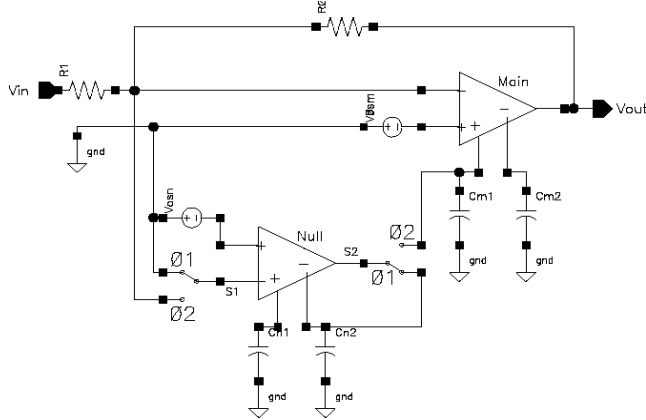 R2
R1
Vin
Main
−
+ +
−
Vout
Vosm
+ −
gnd
Cm1
Cm2
gnd
gnd
Vosn
+ −
Null
+
−
+
Ø1
Ø2
S1
S2
Ø2
Ø1
Cn1
Cn2
gnd
gnd